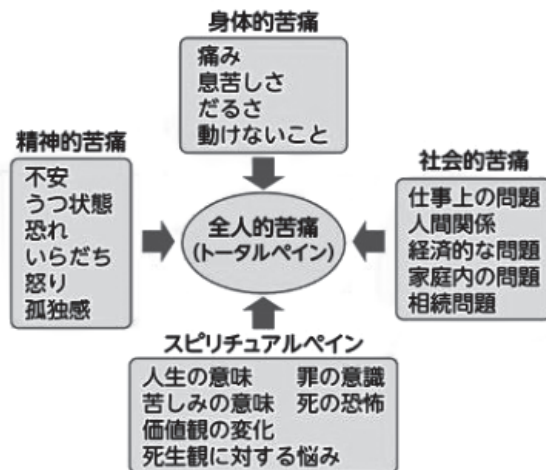 身体的苦痛
痛み
息苦しさ
だるさ
動けないこと
精神的苦痛
不安
うつ状態
恐れ
いらだち
怒り
孤独感
全人的苦痛
(トータルペイン)
社会的苦痛
仕事上の問題
人間関係
経済的な問題
家庭内の問題
相続問題
スピリチュアルペイン
人生の意味 罪の意識
苦しみの意味 死の恐怖
価値観の変化
死生観に対する悩み